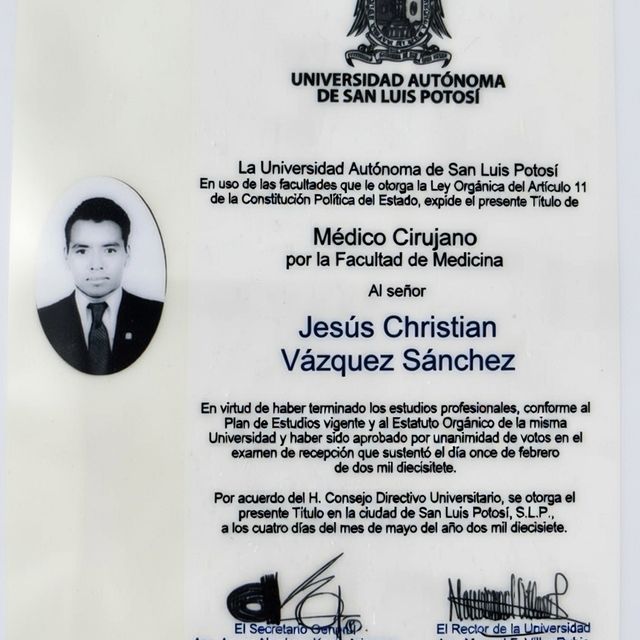 UNIVERSIDAD AUTÓNOMA
DE SAN LUIS POTOSÍ
La Universidad Autónoma de San Luis Potosí
En uso de las facultades que le otorga la Ley Orgánica del Artículo 11
de la Constitución Política del Estado, expide el presente Título de
Médico Cirujano
por la Facultad de Medicina
Al señor
Jesús Christian
Vázquez Sánchez
En virtud de haber terminado los estudios profesionales, conforme al
Plan de Estudios vigente y al Estatuto Orgánico de la misma
Universidad y haber sido aprobado por unanimidad de votos en el
examen de recepción que sustentó el día once de febrero
de dos mil diecisitete.
Por acuerdo del H. Consejo Directivo Universitario, se otorga el
presente Título en la ciudad de San Luis Potosí, S.L.P.,
a los cuatro días del mes de mayo del año dos mil diecisiete.
El Secretario General
El Rector de la Universidad